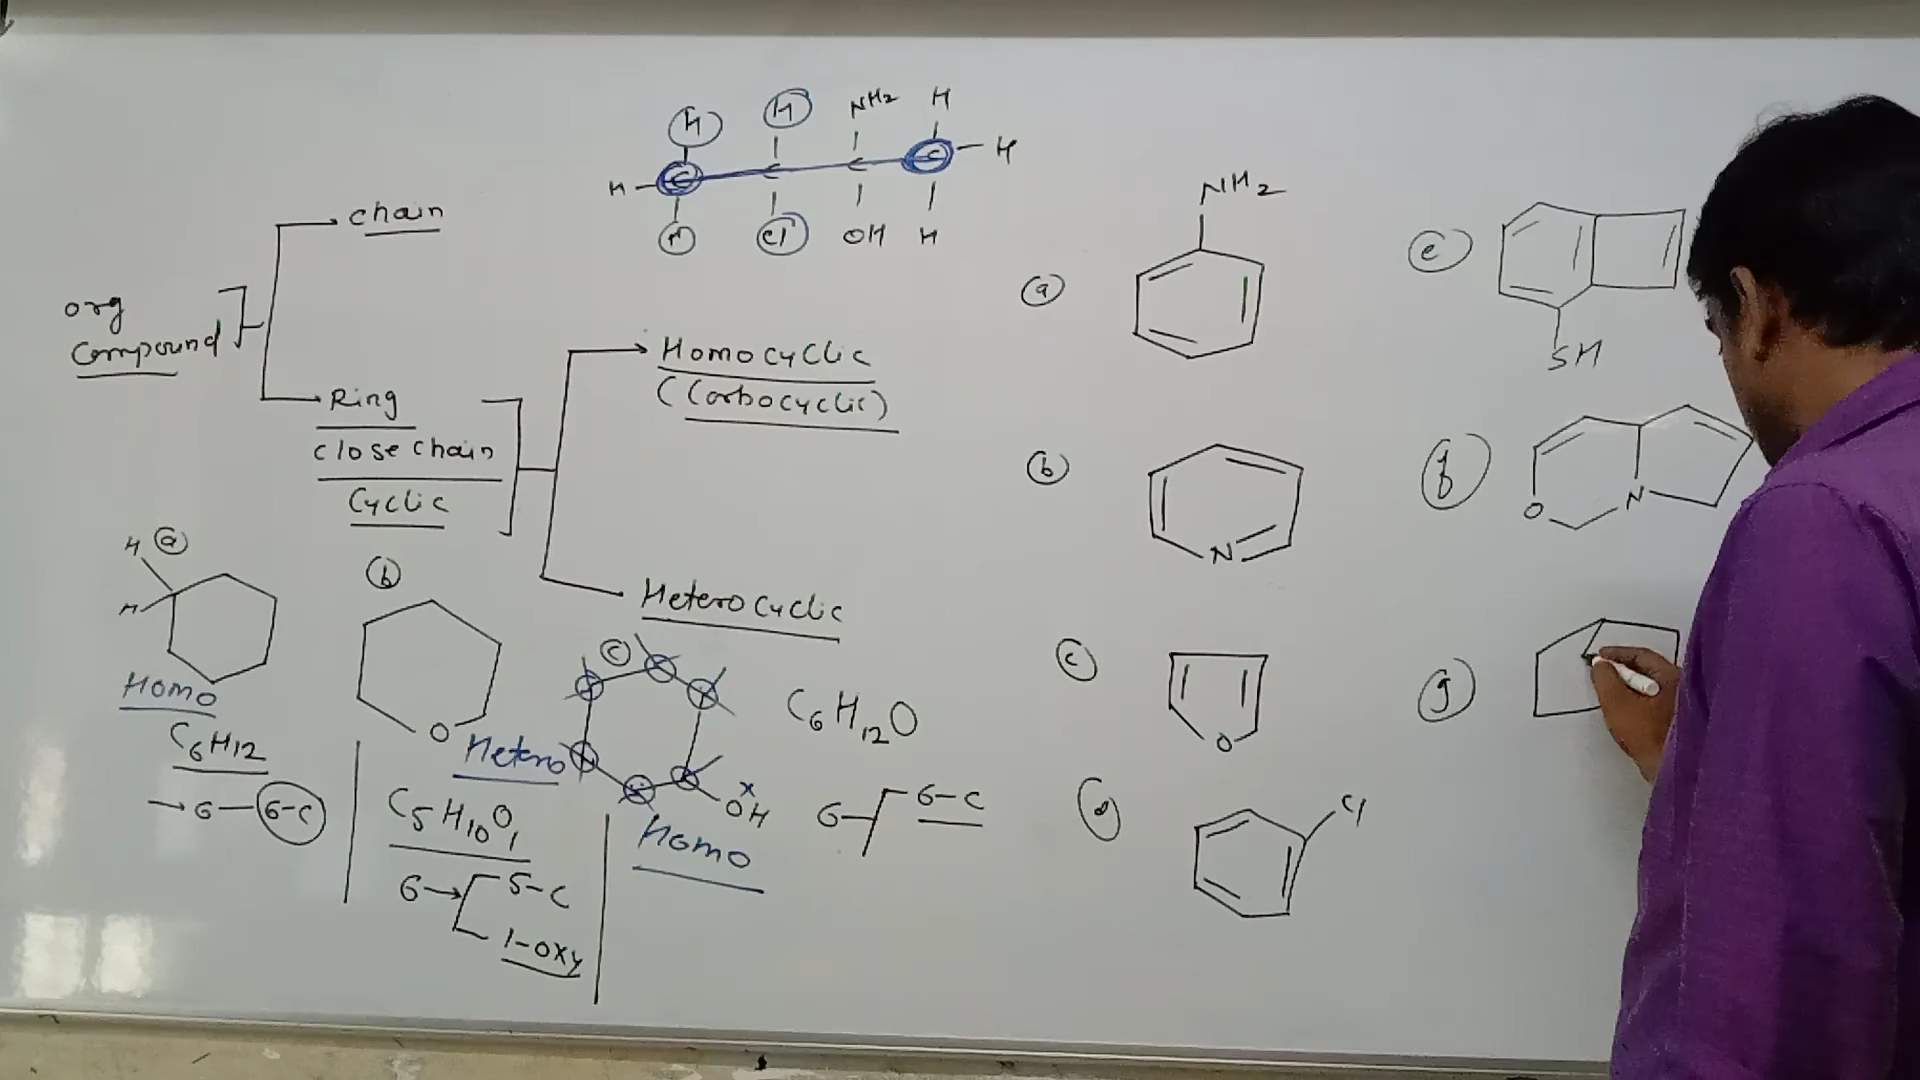 org
Compound
chain
Ring
close chain
Cyclic
Homocyclic
(Carbocyclic)
Heterocyclic
H H NH2 H
H C C C C H
H Cl OH H
H (a)
H
Homo
C6H12
→ 6 — 6-C
(b)
O
Hetero
C5H10O1
6 → 5-C
1-oxy
(c)
x
OH
Homo
C6H12O
6 6-C
(a)
NH2
(b)
N
(c)
O
(d)
Cl
(e)
SH
(f)
O N
(g)